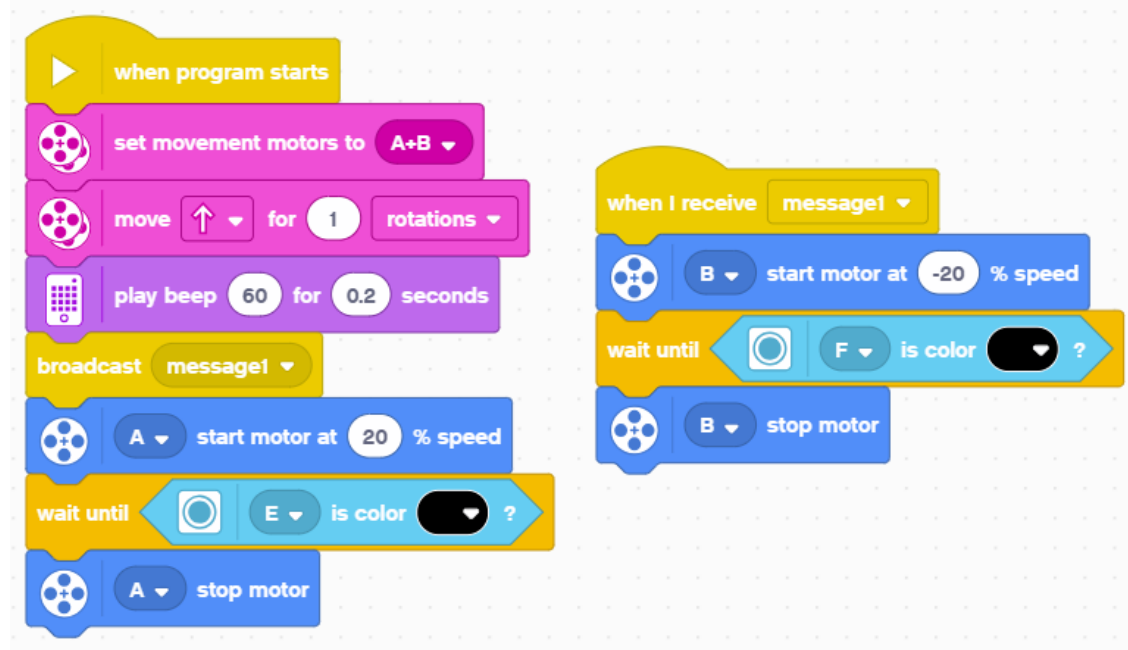 when program starts
set movement motors to A+B
move for 1 rotations
play beep 60 for 0.2 seconds
broadcast message1
A start motor at 20 % speed
wait until E is color ?
A stop motor
when I receive message1
B start motor at -20 % speed
wait until F is color ?
B stop motor